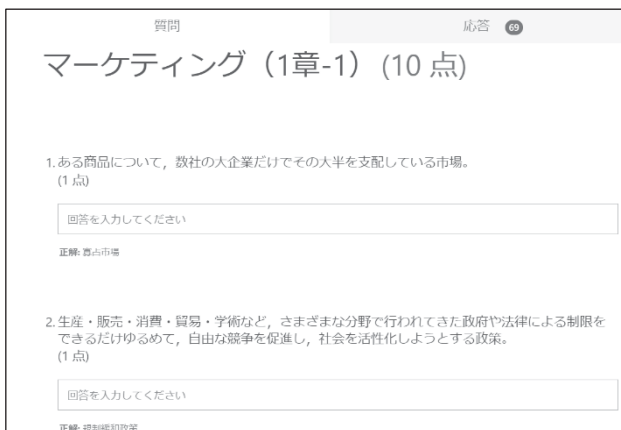 質問
応答 69
マーケティング（1章-1）(10 点)
1. ある商品について，数社の大企業だけでその大半を支配している市場。
(1 点)
回答を入力してください
正解: 寡占市場
2. 生産・販売・消費・貿易・学術など，さまざまな分野で行われてきた政府や法律による制限を
できるだけゆるめて，自由な競争を促進し，社会を活性化しようとする政策。
(1 点)
回答を入力してください
正解: 規制緩和政策